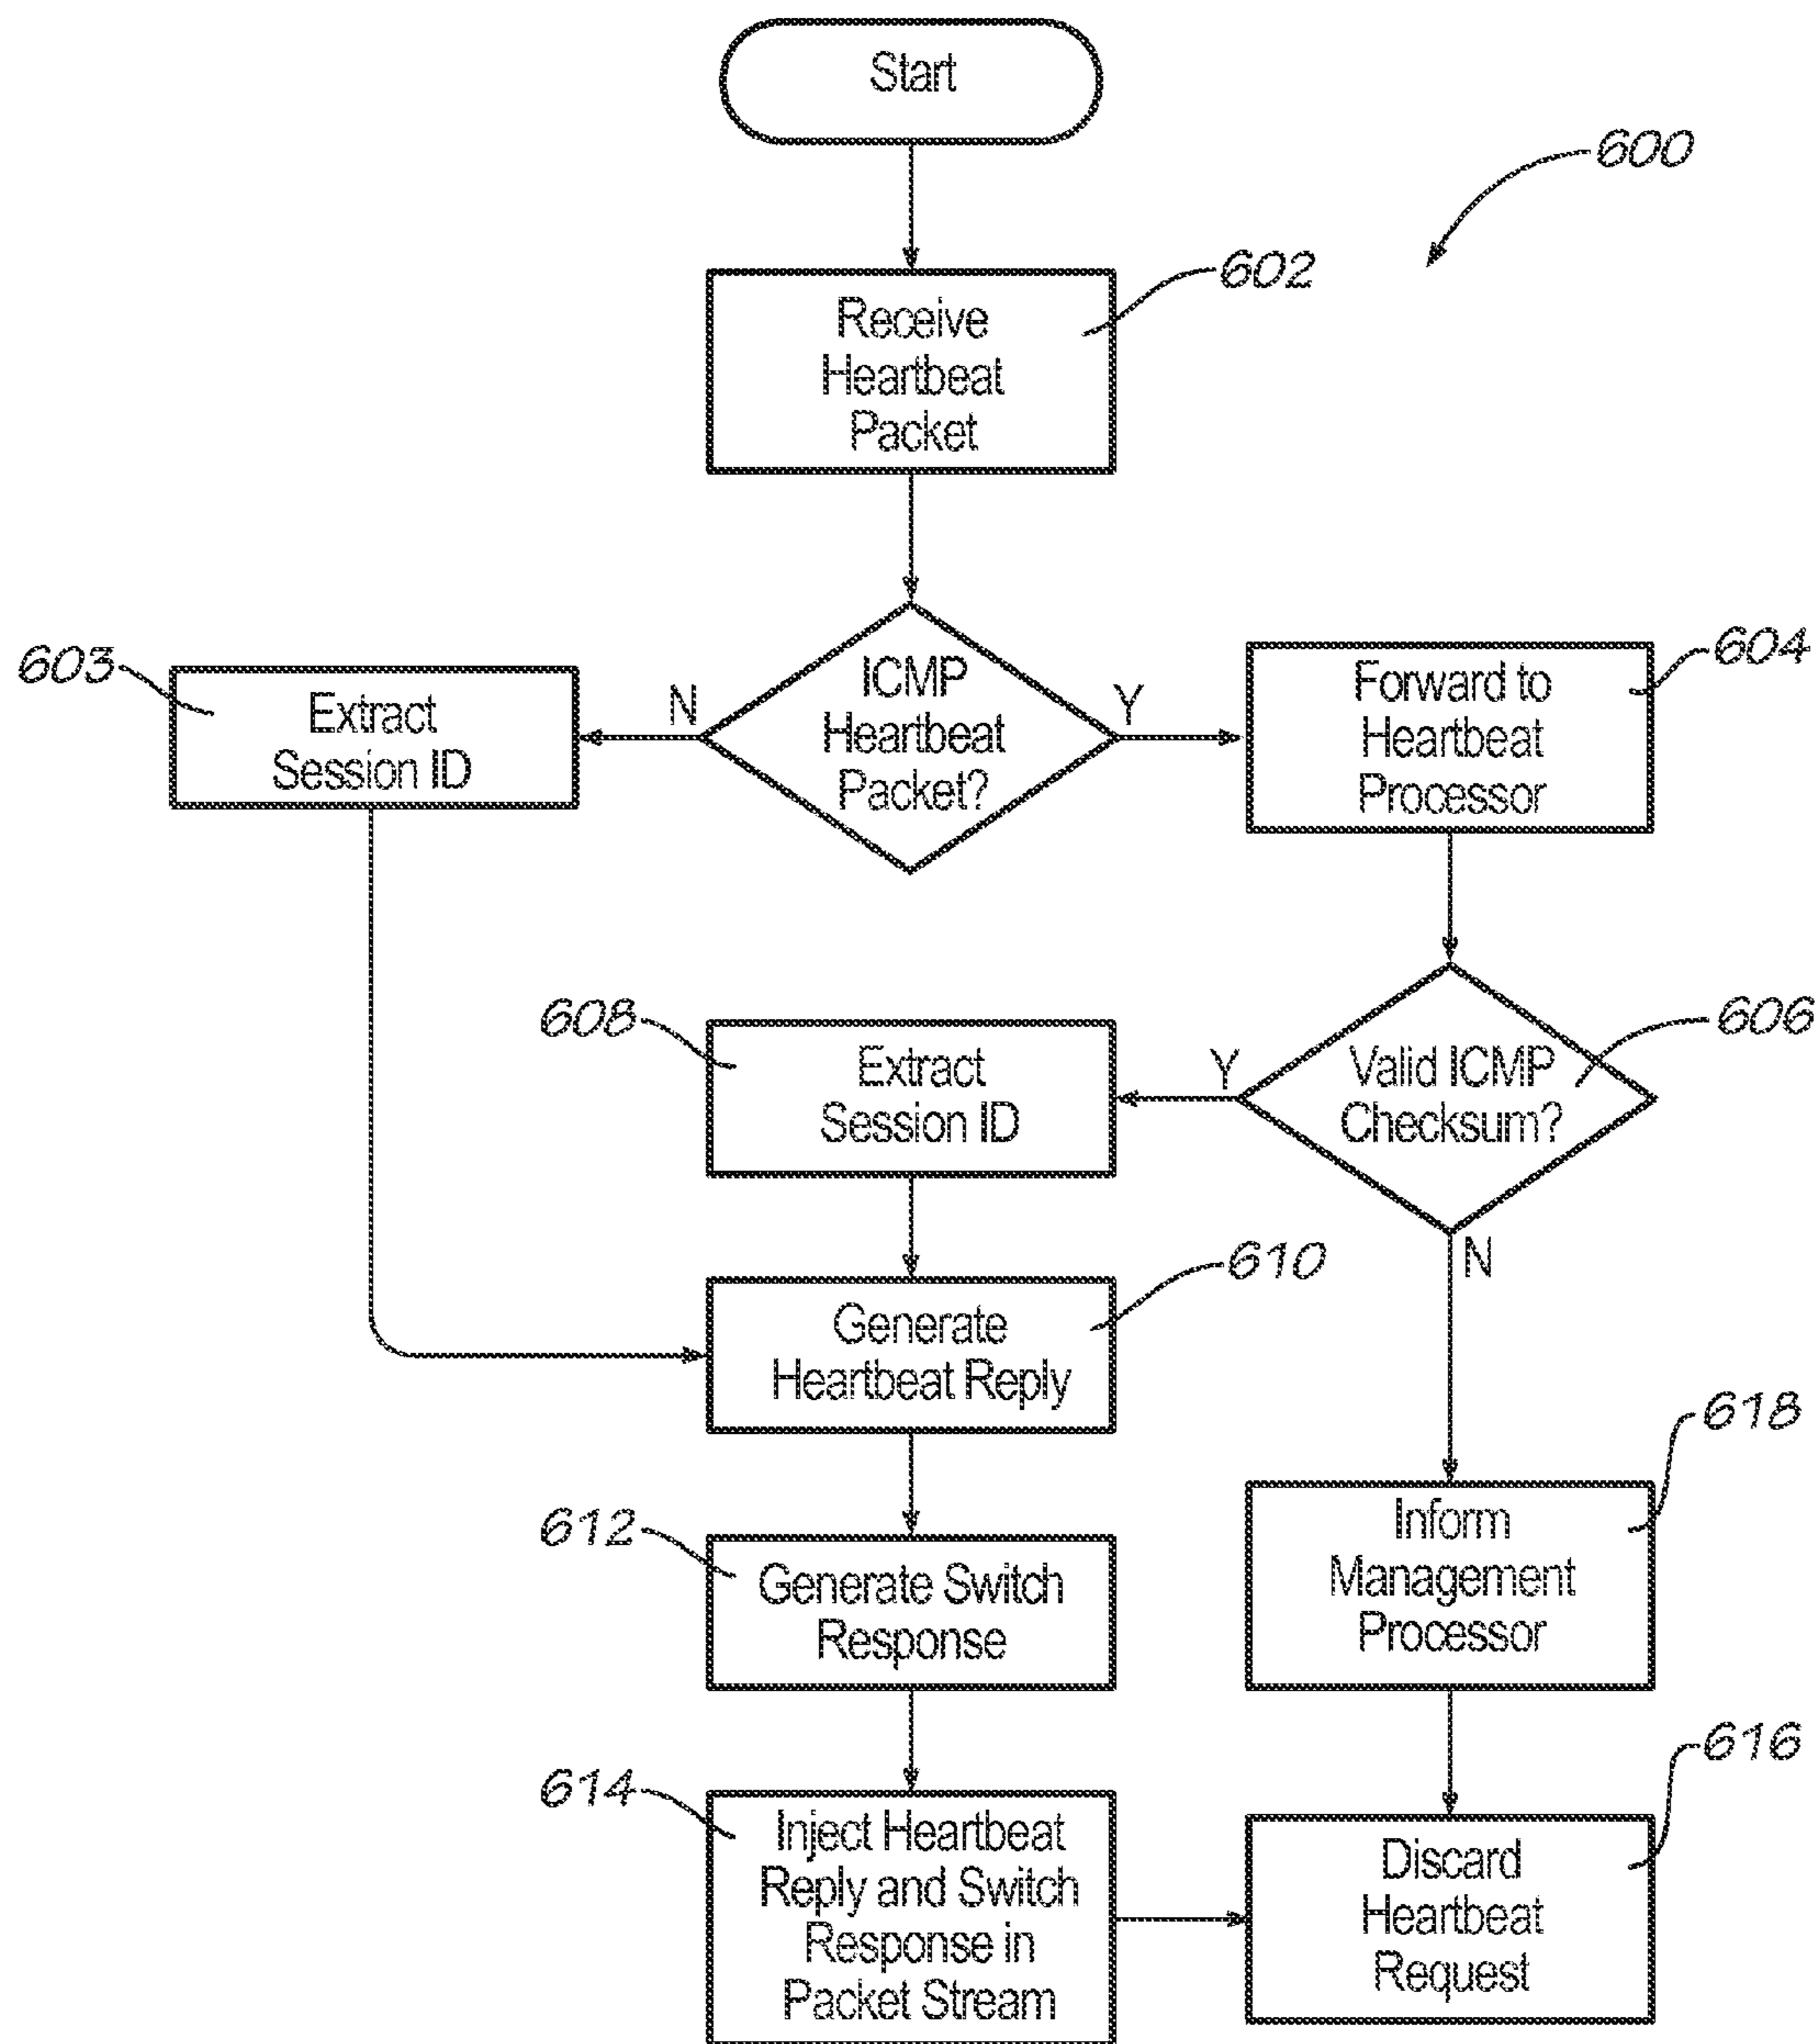 Start
600
602
Receive
Heartbeat
Packet
603
Extract
Session ID
N
ICMP
Heartbeat
Packet?
Y
604
Forward to
Heartbeat
Processor
608
Extract
Session ID
Y
606
Valid ICMP
Checksum?
N
610
Generate
Heartbeat Reply
618
Inform
Management
Processor
612
Generate Switch
Response
614
Inject Heartbeat
Reply and Switch
Response in
Packet Stream
616
Discard
Heartbeat
Request